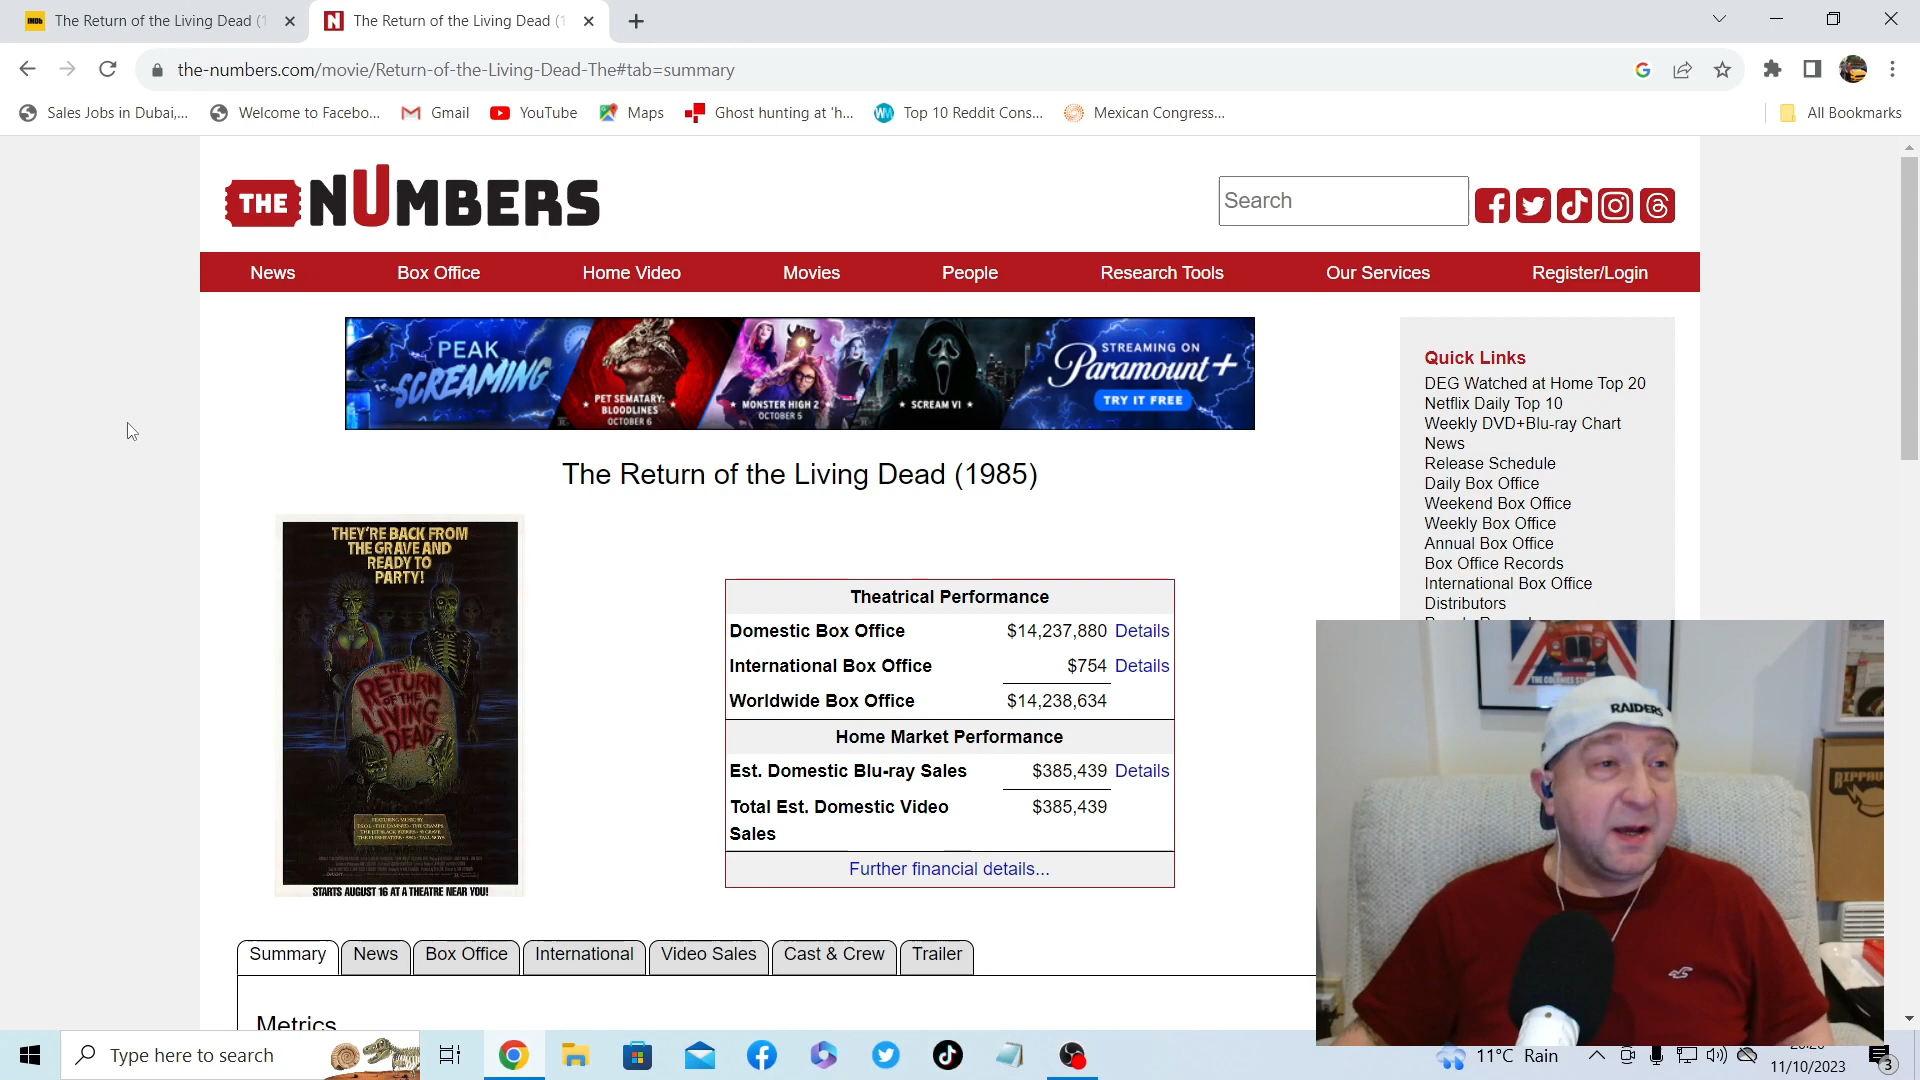 The Return of the Living Dead (1
The Return of the Living Dead (1
the-numbers.com/movie/Return-of-the-Living-Dead-The#tab=summary
Sales Jobs in Dubai,...
Welcome to Facebo...
Gmail
YouTube
Maps
Ghost hunting at 'h...
Top 10 Reddit Cons...
Mexican Congress...
All Bookmarks
THE NUMBERS
Search
News
Box Office
Home Video
Movies
People
Research Tools
Our Services
Register/Login
PEAK
SCREAMING
PET SEMATARY:
BLOODLINES
OCTOBER 6
MONSTER HIGH 2
OCTOBER 5
SCREAM VI
STREAMING ON
Paramount+
TRY IT FREE
Quick Links
DEG Watched at Home Top 20
Netflix Daily Top 10
Weekly DVD+Blu-ray Chart
News
Release Schedule
Daily Box Office
Weekend Box Office
Weekly Box Office
Annual Box Office
Box Office Records
International Box Office
Distributors
The Return of the Living Dead (1985)
THEY'RE BACK FROM
THE GRAVE AND
READY TO
PARTY!
THE
RETURN
OF THE
LIVING
DEAD
STARTS AUGUST 16 AT A THEATRE NEAR YOU!
Theatrical Performance
Domestic Box Office $14,237,880 Details
International Box Office $754 Details
Worldwide Box Office $14,238,634
Home Market Performance
Est. Domestic Blu-ray Sales $385,439 Details
Total Est. Domestic Video $385,439
Sales
Further financial details...
Summary
News
Box Office
International
Video Sales
Cast & Crew
Trailer
Metrics
RAIDERS
Type here to search
11°C Rain
11/10/2023
3